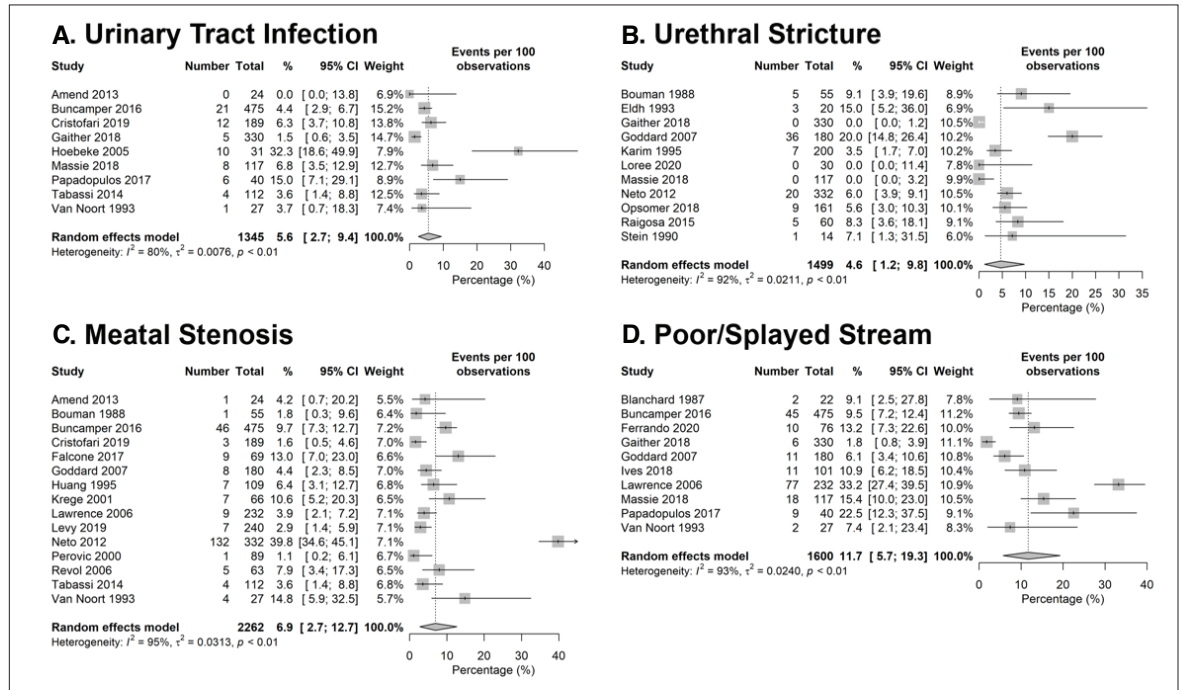 A. Urinary Tract Infection
Events per 100
Study Number Total % 95% CI Weight observations
Amend 2013 0 24 0.0 [ 0.0; 13.8] 6.9%
Buncamper 2016 21 475 4.4 [ 2.9; 6.7] 15.2%
Cristofari 2019 12 189 6.3 [ 3.7; 10.8] 13.8%
Gaither 2018 5 330 1.5 [ 0.6; 3.5] 14.7%
Hoebeke 2005 10 31 32.3 [18.6; 49.9] 7.9%
Massie 2018 8 117 6.8 [ 3.5; 12.9] 12.7%
Papadopulos 2017 6 40 15.0 [ 7.1; 29.1] 8.9%
Tabassi 2014 4 112 3.6 [ 1.4; 8.8] 12.5%
Van Noort 1993 1 27 3.7 [ 0.7; 18.3] 7.4%
Random effects model 1345 5.6 [ 2.7; 9.4] 100.0%
Heterogeneity: I² = 80%, τ² = 0.0076, p < 0.01
0 10 20 30 40
Percentage (%)
B. Urethral Stricture
Events per 100
Study Number Total % 95% CI Weight observations
Bouman 1988 5 55 9.1 [ 3.9; 19.6] 8.9%
Eldh 1993 3 20 15.0 [ 5.2; 36.0] 6.9%
Gaither 2018 0 330 0.0 [ 0.0; 1.2] 10.5%
Goddard 2007 36 180 20.0 [14.8; 26.4] 10.2%
Karim 1995 7 200 3.5 [ 1.7; 7.0] 10.2%
Loree 2020 0 30 0.0 [ 0.0; 11.4] 7.8%
Massie 2018 0 117 0.0 [ 0.0; 3.2] 9.9%
Neto 2012 20 332 6.0 [ 3.9; 9.1] 10.5%
Opsomer 2018 9 161 5.6 [ 3.0; 10.3] 10.1%
Raigosa 2015 5 60 8.3 [ 3.6; 18.1] 9.1%
Stein 1990 1 14 7.1 [ 1.3; 31.5] 6.0%
Random effects model 1499 4.6 [ 1.2; 9.8] 100.0%
Heterogeneity: I² = 92%, τ² = 0.0211, p < 0.01
0 5 10 15 20 25 30 35
Percentage (%)
C. Meatal Stenosis
Events per 100
Study Number Total % 95% CI Weight observations
Amend 2013 1 24 4.2 [ 0.7; 20.2] 5.5%
Bouman 1988 1 55 1.8 [ 0.3; 9.6] 6.4%
Buncamper 2016 46 475 9.7 [ 7.3; 12.7] 7.2%
Cristofari 2019 3 189 1.6 [ 0.5; 4.6] 7.0%
Falcone 2017 9 69 13.0 [ 7.0; 23.0] 6.6%
Goddard 2007 8 180 4.4 [ 2.3; 8.5] 7.0%
Huang 1995 7 109 6.4 [ 3.1; 12.7] 6.8%
Krege 2001 7 66 10.6 [ 5.2; 20.3] 6.5%
Lawrence 2006 9 232 3.9 [ 2.1; 7.2] 7.1%
Levy 2019 7 240 2.9 [ 1.4; 5.9] 7.1%
Neto 2012 132 332 39.8 [34.6; 45.1] 7.1%
Perovic 2000 1 89 1.1 [ 0.2; 6.1] 6.7%
Revol 2006 5 63 7.9 [ 3.4; 17.3] 6.5%
Tabassi 2014 4 112 3.6 [ 1.4; 8.8] 6.8%
Van Noort 1993 4 27 14.8 [ 5.9; 32.5] 5.7%
Random effects model 2262 6.9 [ 2.7; 12.7] 100.0%
Heterogeneity: I² = 95%, τ² = 0.0313, p < 0.01
0 10 20 30 40
Percentage (%)
D. Poor/Splayed Stream
Events per 100
Study Number Total % 95% CI Weight observations
Blanchard 1987 2 22 9.1 [ 2.5; 27.8] 7.8%
Buncamper 2016 45 475 9.5 [ 7.2; 12.4] 11.2%
Ferrando 2020 10 76 13.2 [ 7.3; 22.6] 10.0%
Gaither 2018 6 330 1.8 [ 0.8; 3.9] 11.1%
Goddard 2007 11 180 6.1 [ 3.4; 10.6] 10.8%
Ives 2018 11 101 10.9 [ 6.2; 18.5] 10.4%
Lawrence 2006 77 232 33.2 [27.4; 39.5] 10.9%
Massie 2018 18 117 15.4 [10.0; 23.0] 10.5%
Papadopulos 2017 9 40 22.5 [12.3; 37.5] 9.1%
Van Noort 1993 2 27 7.4 [ 2.1; 23.4] 8.3%
Random effects model 1600 11.7 [ 5.7; 19.3] 100.0%
Heterogeneity: I² = 93%, τ² = 0.0240, p < 0.01
0 10 20 30 40
Percentage (%)